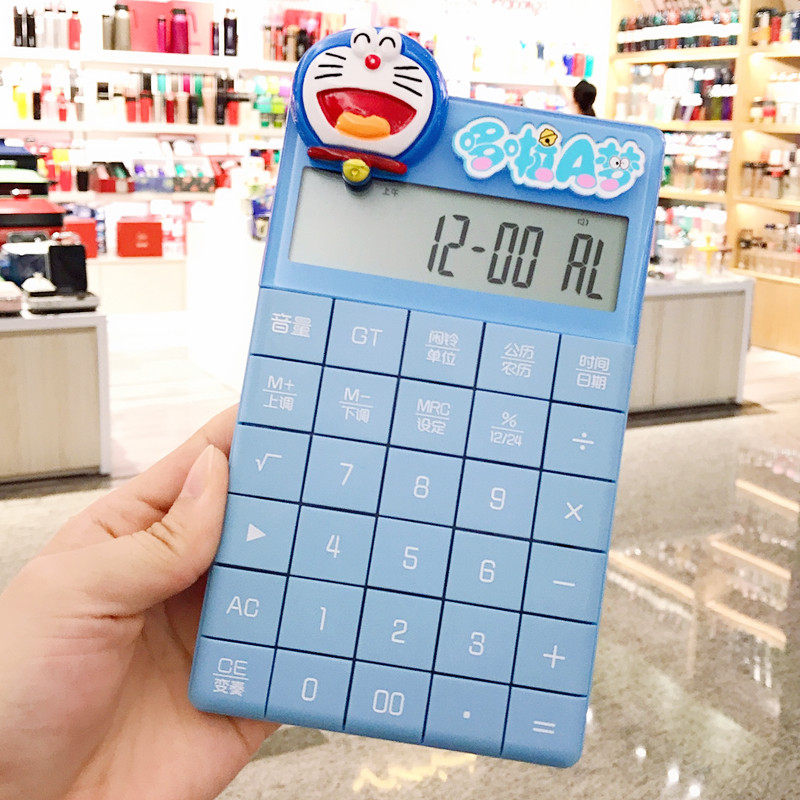 哆啦A梦
上午
12-00 AL
音量 GT 闹铃 单位 公历 农历 时间 日期
M+ 上调 M- 下调 MRC 设定 % 12/24 ÷
√ 7 8 9 ×
▶ 4 5 6 −
AC 1 2 3 +
CE 变调 0 00 . =